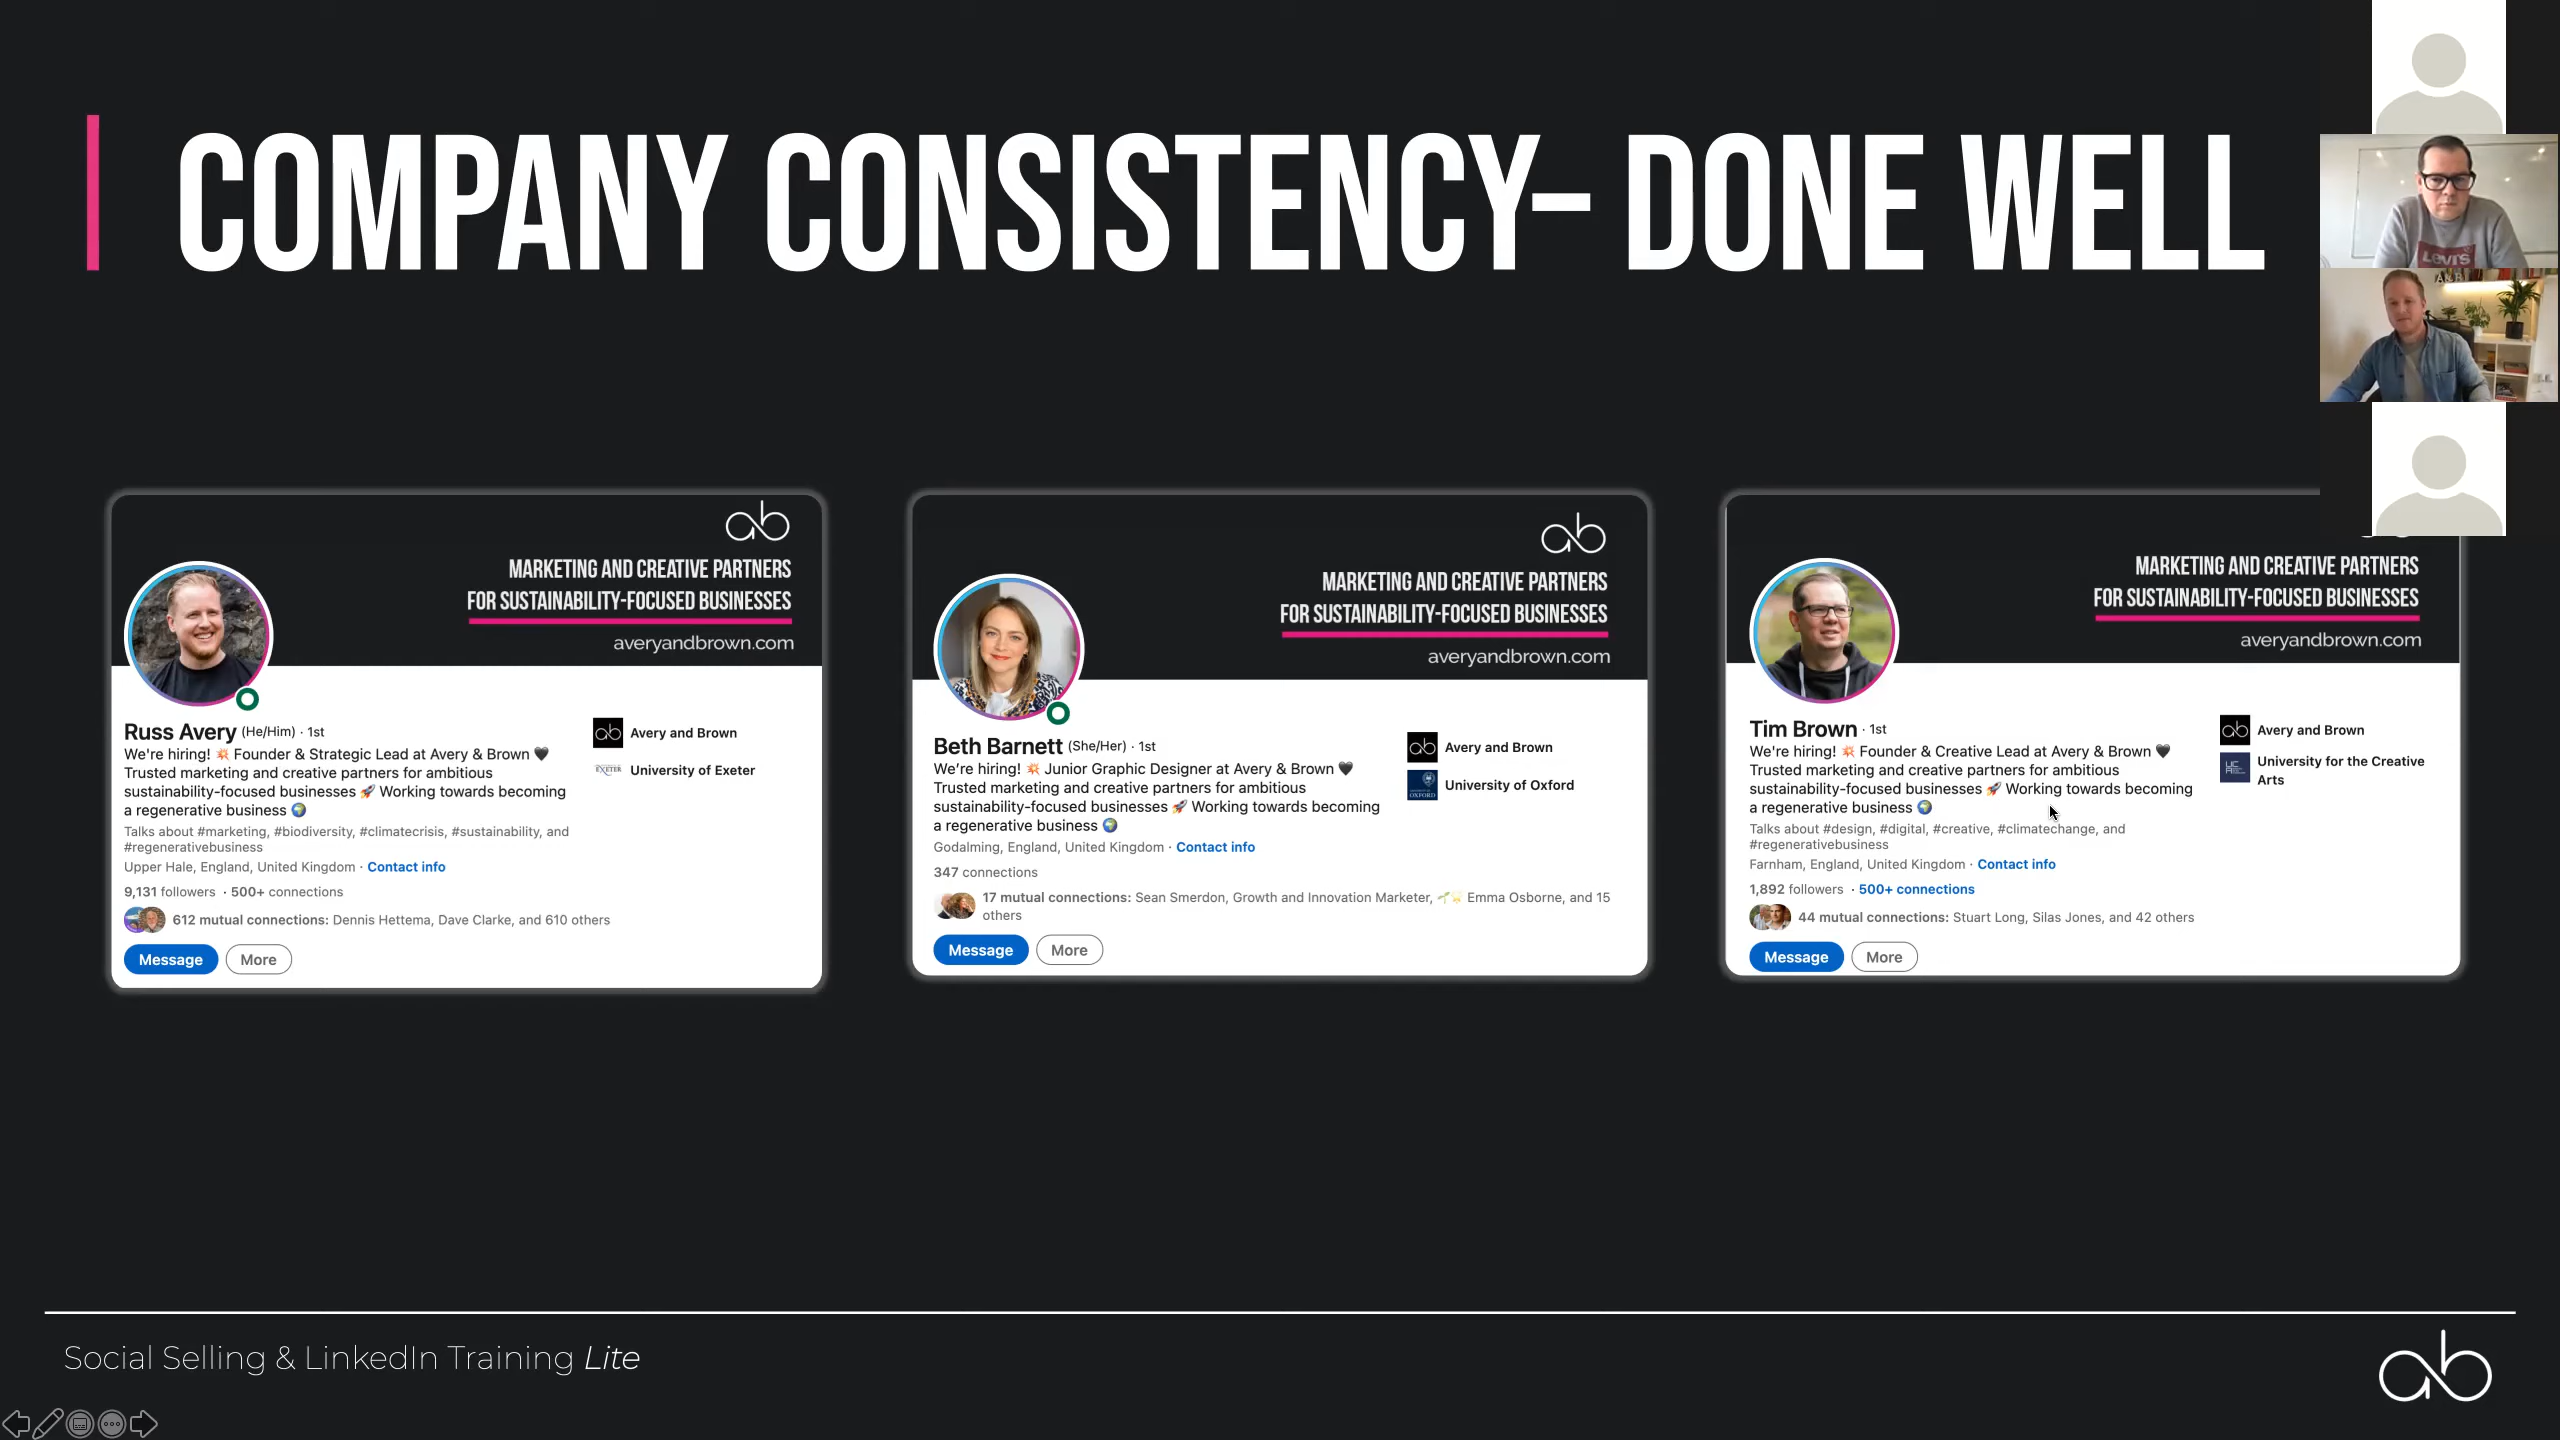 COMPANY CONSISTENCY– DONE WELL
LEVI'S
A&B
ab
MARKETING AND CREATIVE PARTNERS
FOR SUSTAINABILITY-FOCUSED BUSINESSES
averyandbrown.com
Russ Avery (He/Him) · 1st
We're hiring! 💥 Founder & Strategic Lead at Avery & Brown 🖤
Trusted marketing and creative partners for ambitious
sustainability-focused businesses 🚀 Working towards becoming
a regenerative business 🌍
Talks about #marketing, #biodiversity, #climatecrisis, #sustainability, and
#regenerativebusiness
Upper Hale, England, United Kingdom · Contact info
9,131 followers · 500+ connections
612 mutual connections: Dennis Hettema, Dave Clarke, and 610 others
Message
More
ab
Avery and Brown
EXETER
University of Exeter
ab
MARKETING AND CREATIVE PARTNERS
FOR SUSTAINABILITY-FOCUSED BUSINESSES
averyandbrown.com
Beth Barnett (She/Her) · 1st
We're hiring! 💥 Junior Graphic Designer at Avery & Brown 🖤
Trusted marketing and creative partners for ambitious
sustainability-focused businesses 🚀 Working towards becoming
a regenerative business 🌍
Godalming, England, United Kingdom · Contact info
347 connections
17 mutual connections: Sean Smerdon, Growth and Innovation Marketer, 🌱🌟 Emma Osborne, and 15
others
Message
More
ab
Avery and Brown
OXFORD
University of Oxford
MARKETING AND CREATIVE PARTNERS
FOR SUSTAINABILITY-FOCUSED BUSINESSES
averyandbrown.com
Tim Brown · 1st
We're hiring! 💥 Founder & Creative Lead at Avery & Brown 🖤
Trusted marketing and creative partners for ambitious
sustainability-focused businesses 🚀 Working towards becoming
a regenerative business 🌍
Talks about #design, #digital, #creative, #climatechange, and
#regenerativebusiness
Farnham, England, United Kingdom · Contact info
1,892 followers · 500+ connections
44 mutual connections: Stuart Long, Silas Jones, and 42 others
Message
More
ab
Avery and Brown
University for the Creative
Arts
Social Selling & LinkedIn Training Lite
ab